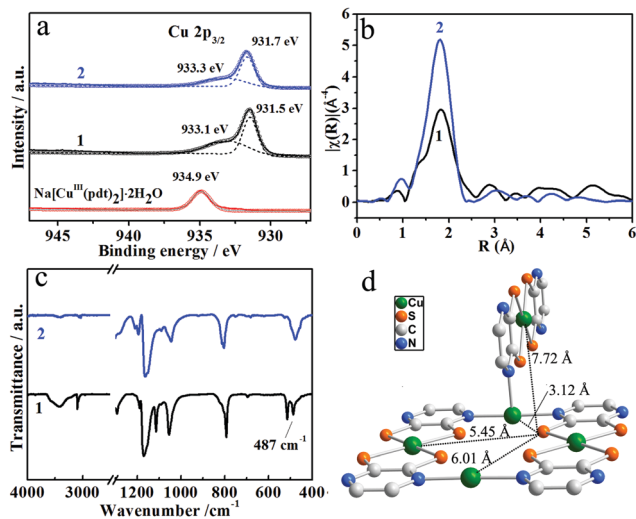 a
Cu 2p3/2
931.7 eV
933.3 eV
2
931.5 eV
933.1 eV
1
934.9 eV
Na[CuIII(pdt)2]·2H2O
945 940 935 930
Binding energy / eV
Intensity / a.u.
b
2
1
6
5
4
3
2
1
0
0 1 2 3 4 5 6
R (Å)
|χ(R)|(Å-4)
c
2
1
487 cm-1
4000 3000 1200 1000 800 600 400
Wavenumber /cm-1
Transmittance / a.u.
d
Cu
S
C
N
7.72 Å
3.12 Å
5.45 Å
6.01 Å